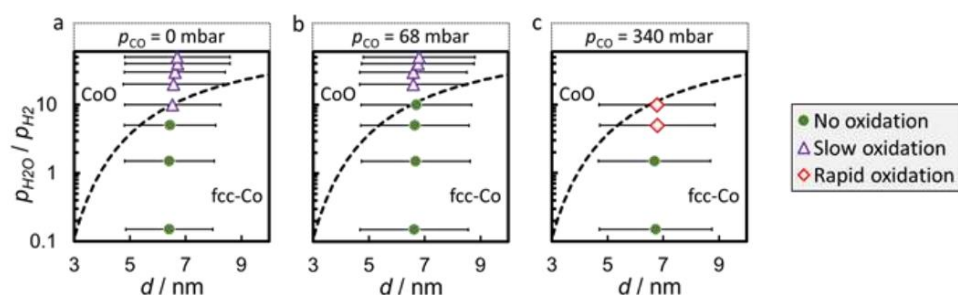 a
p_CO = 0 mbar
b
p_CO = 68 mbar
c
p_CO = 340 mbar
p_H2O / p_H2
10
1
0.1
CoO
fcc-Co
3 5 7 9
d / nm
CoO
fcc-Co
3 5 7 9
d / nm
CoO
fcc-Co
3 5 7 9
d / nm
No oxidation
Slow oxidation
Rapid oxidation